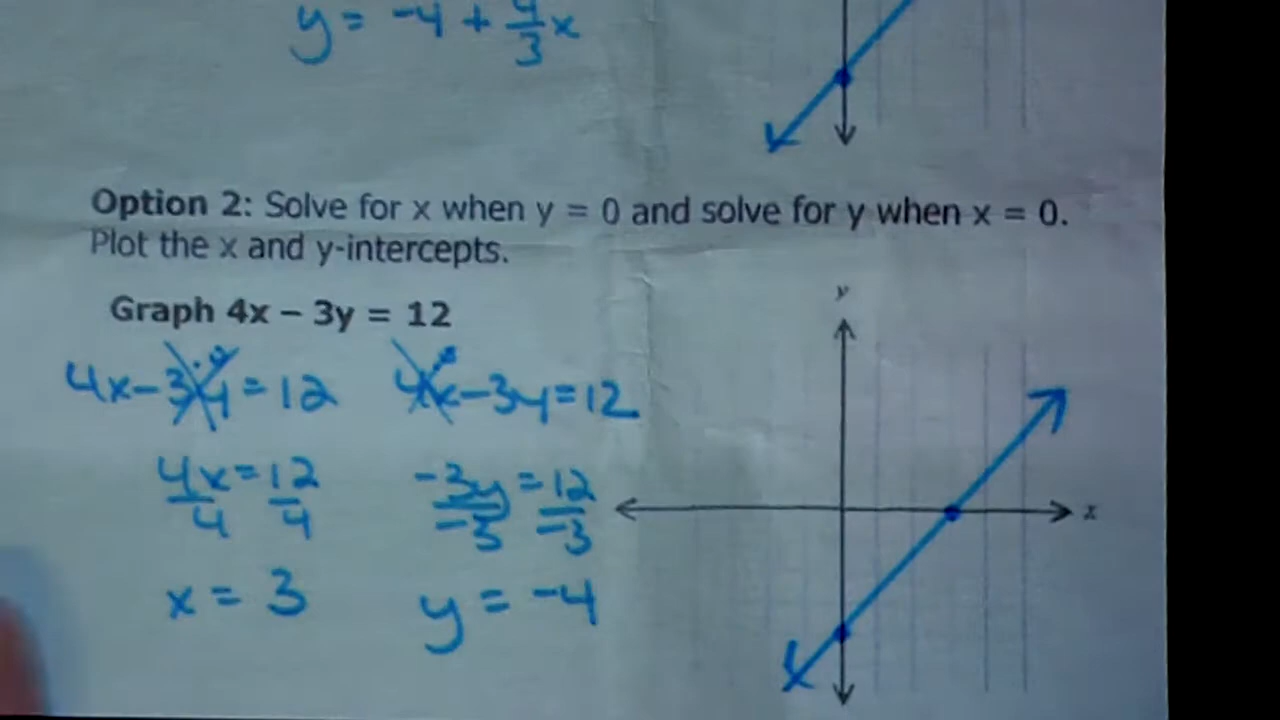 y = -4 + 4/3 x
Option 2: Solve for x when y = 0 and solve for y when x = 0.
Plot the x and y-intercepts.
Graph 4x – 3y = 12
4x-3y=12 4x-3y=12
4x=12 -3y=12
4 4 -3 -3
x = 3 y = -4
y
x